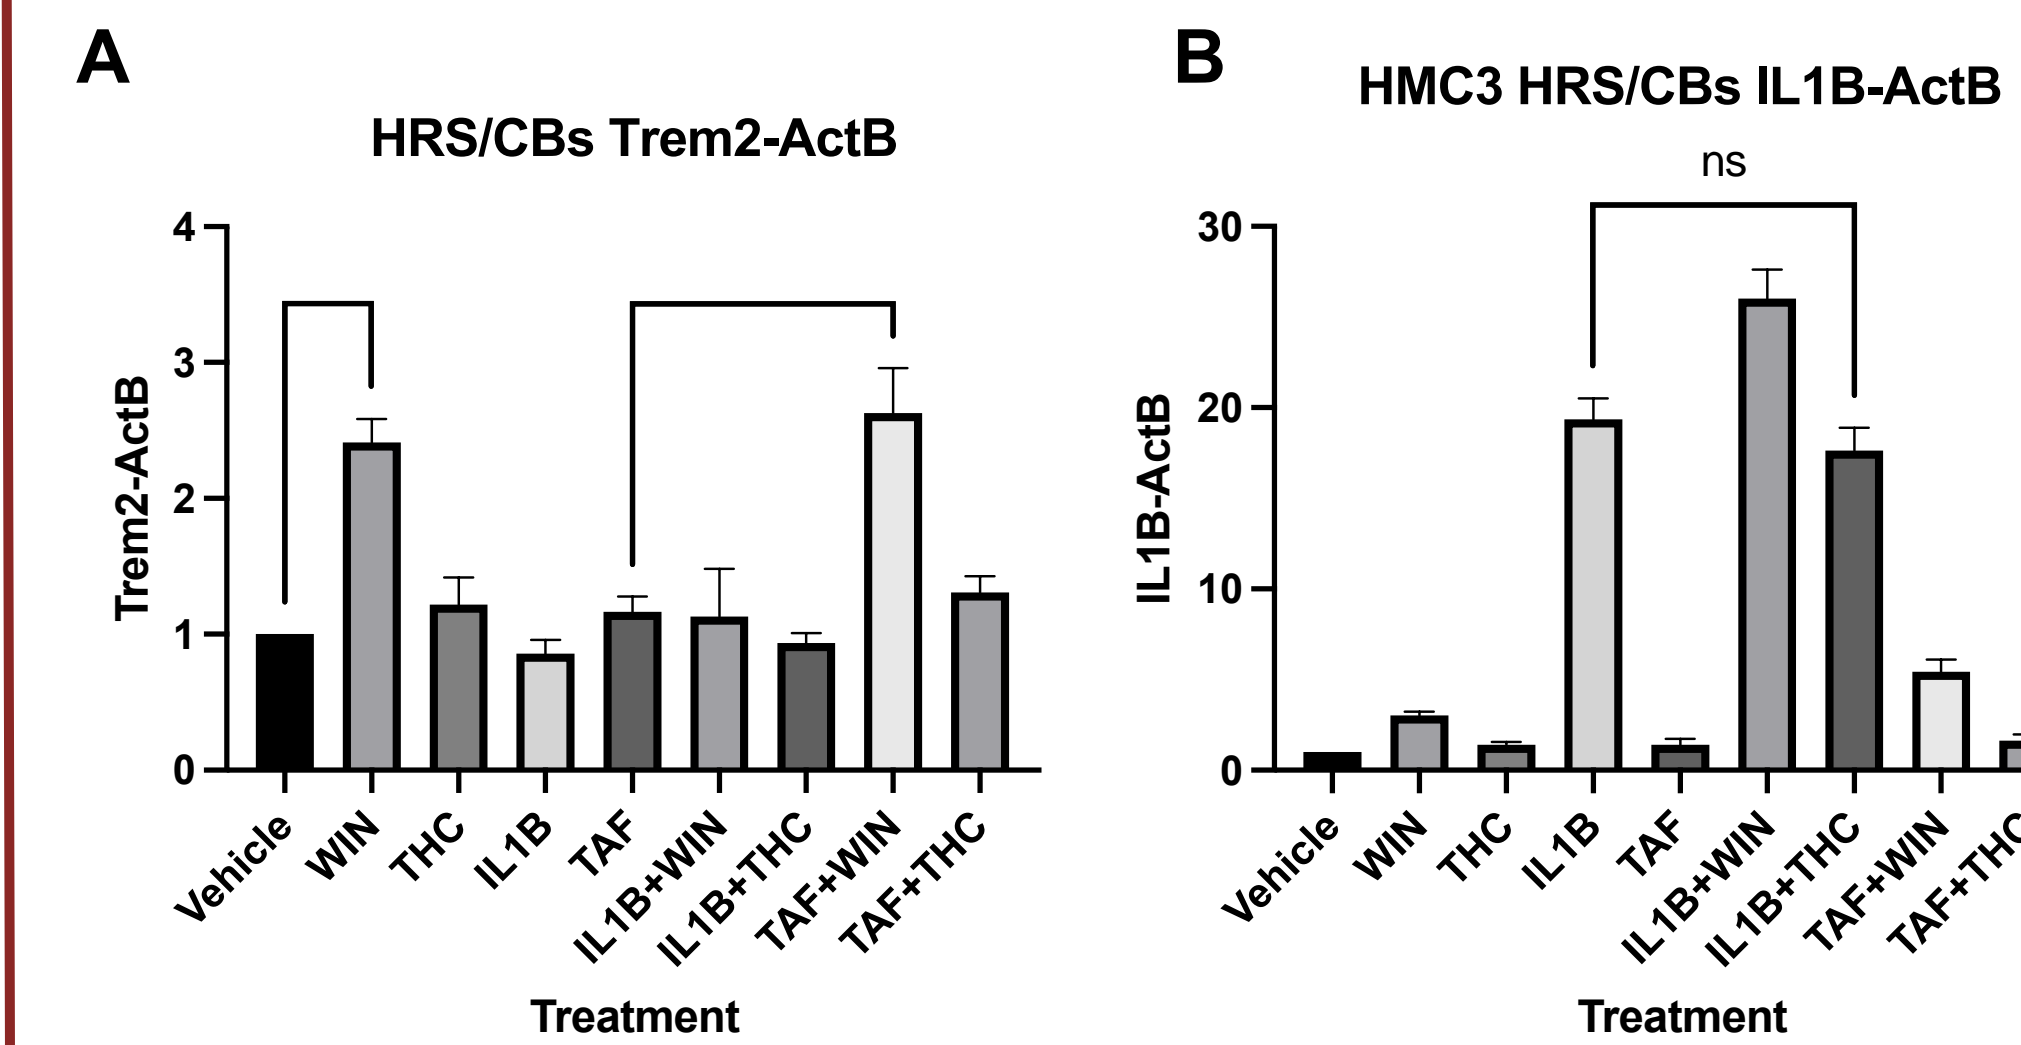 A
HRS/CBs Trem2-ActB
Trem2-ActB
4
3
2
1
0
Vehicle
WIN
THC
IL1B
TAF
IL1B+WIN
IL1B+THC
TAF+WIN
TAF+THC
Treatment
B
HMC3 HRS/CBs IL1B-ActB
ns
IL1B-ActB
30
20
10
0
Vehicle
WIN
THC
IL1B
TAF
IL1B+WIN
IL1B+THC
TAF+WIN
TAF+THC
Treatment